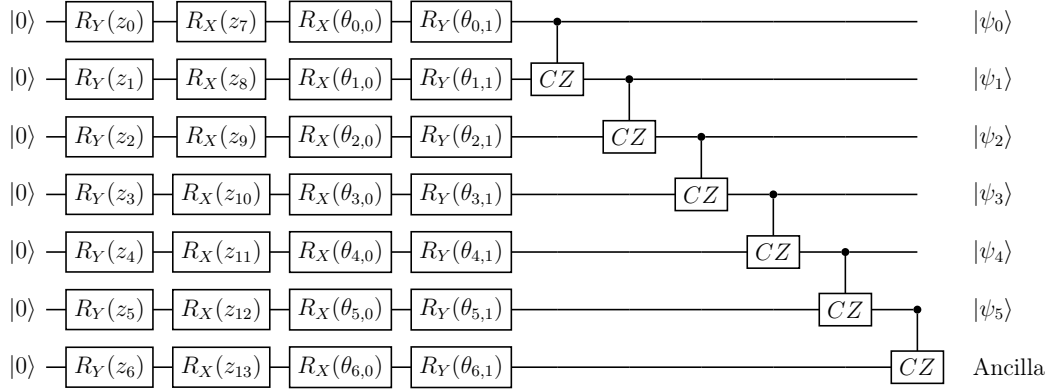 |0⟩ R_Y(z_0) R_X(z_7) R_X(θ_{0,0}) R_Y(θ_{0,1}) |ψ_0⟩
|0⟩ R_Y(z_1) R_X(z_8) R_X(θ_{1,0}) R_Y(θ_{1,1}) CZ |ψ_1⟩
|0⟩ R_Y(z_2) R_X(z_9) R_X(θ_{2,0}) R_Y(θ_{2,1}) CZ |ψ_2⟩
|0⟩ R_Y(z_3) R_X(z_{10}) R_X(θ_{3,0}) R_Y(θ_{3,1}) CZ |ψ_3⟩
|0⟩ R_Y(z_4) R_X(z_{11}) R_X(θ_{4,0}) R_Y(θ_{4,1}) CZ |ψ_4⟩
|0⟩ R_Y(z_5) R_X(z_{12}) R_X(θ_{5,0}) R_Y(θ_{5,1}) CZ |ψ_5⟩
|0⟩ R_Y(z_6) R_X(z_{13}) R_X(θ_{6,0}) R_Y(θ_{6,1}) CZ Ancilla